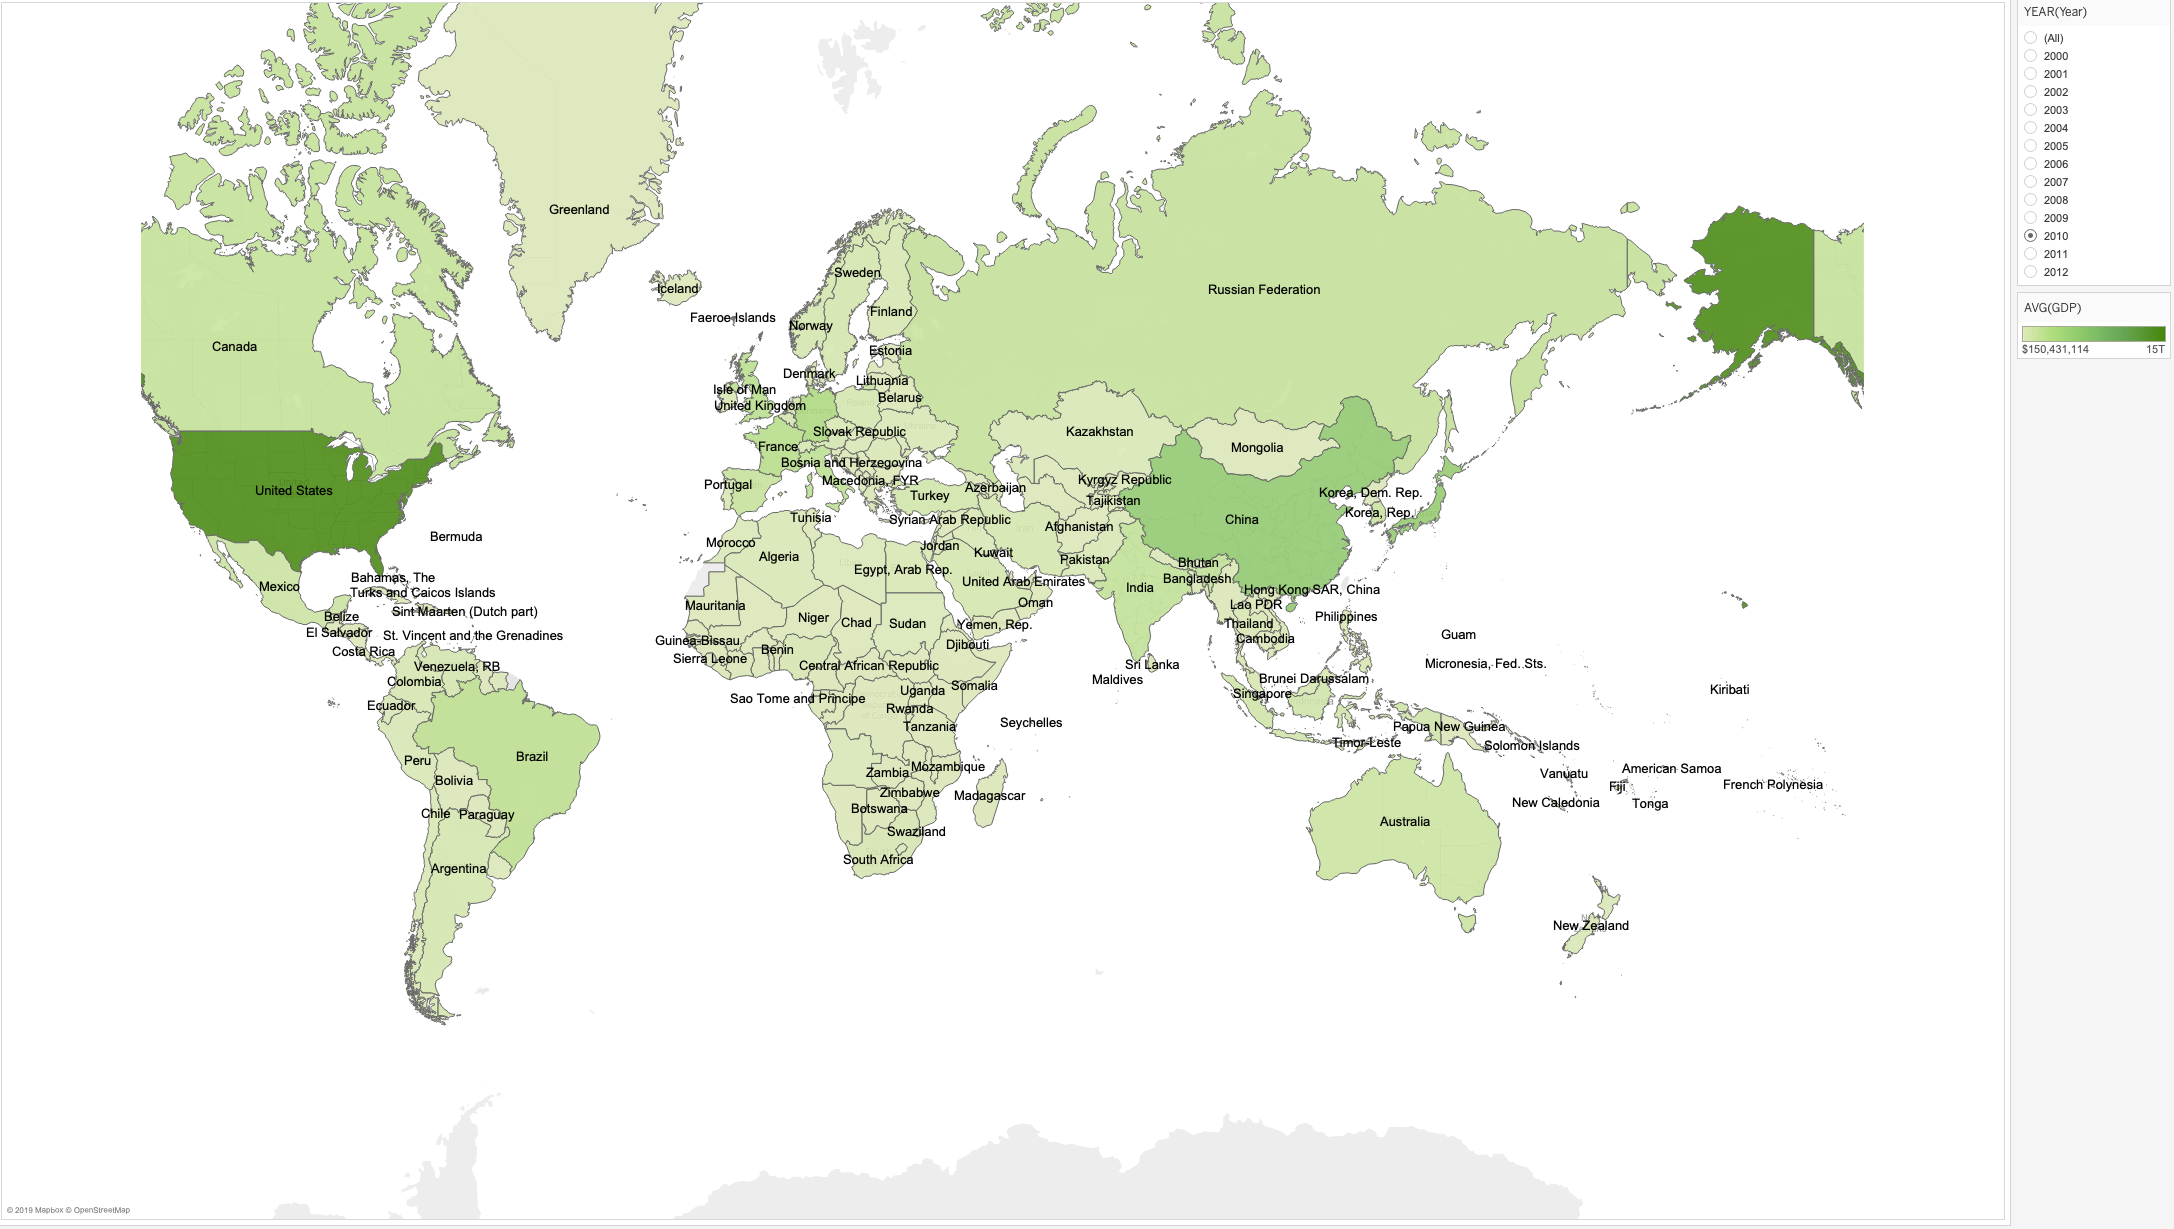 YEAR(Year)
(All)
2000
2001
2002
2003
2004
2005
2006
2007
2008
2009
2010
2011
2012
AVG(GDP)
$150,431,114
15T
Greenland
Sweden
Iceland
Russian Federation
Finland
Faeroe Islands
Norway
Canada
Estonia
Denmark
Lithuania
Isle of Man
Belarus
United Kingdom
Slovak Republic
Kazakhstan
France
Mongolia
Bosnia and Herzegovina
Macedonia, FYR
Kyrgyz Republic
Portugal
Azerbaijan
United States
Korea, Dem. Rep.
Turkey
Tajikistan
Korea, Rep.
Tunisia
Syrian Arab Republic
China
Afghanistan
Bermuda
Morocco
Jordan
Kuwait
Algeria
Pakistan
Bhutan
Egypt, Arab Rep.
Bahamas, The
Bangladesh
United Arab Emirates
Mexico
India
Hong Kong SAR, China
Turks and Caicos Islands
Oman
Lao PDR
Mauritania
Sint Maarten (Dutch part)
Belize
Niger
Chad
Sudan
Yemen, Rep.
Thailand
Philippines
El Salvador
St. Vincent and the Grenadines
Guinea-Bissau
Djibouti
Cambodia
Guam
Costa Rica
Benin
Sierra Leone
Venezuela, RB
Central African Republic
Sri Lanka
Micronesia, Fed. Sts.
Colombia
Somalia
Maldives
Brunei Darussalam
Uganda
Singapore
Kiribati
Sao Tome and Principe
Ecuador
Rwanda
Seychelles
Tanzania
Papua New Guinea
Timor-Leste
Solomon Islands
Brazil
Peru
Mozambique
American Samoa
Zambia
Vanuatu
Bolivia
French Polynesia
Fiji
Zimbabwe
Madagascar
New Caledonia
Tonga
Botswana
Chile
Paraguay
Australia
Swaziland
South Africa
Argentina
New Zealand
© 2019 Mapbox © OpenStreetMap